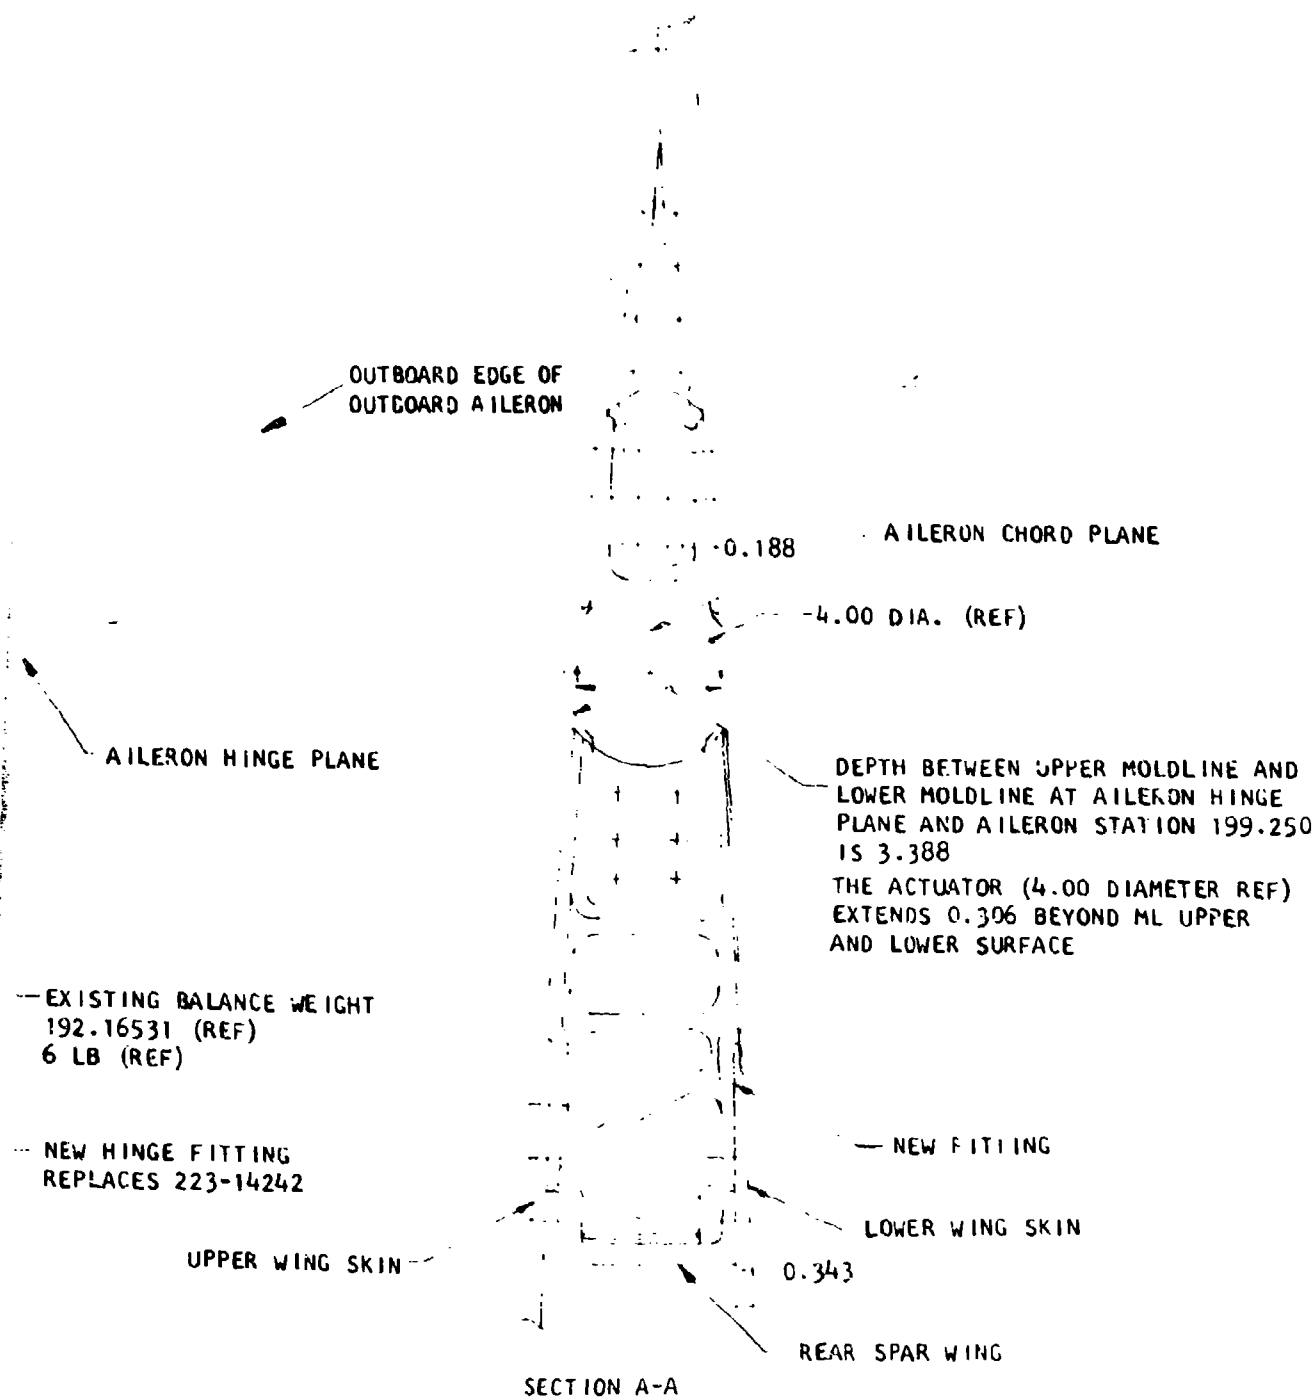 OUTBOARD EDGE OF
OUTBOARD AILERON
0.188
AILERON CHORD PLANE
4.00 DIA. (REF)
AILERON HINGE PLANE
DEPTH BETWEEN UPPER MOLDLINE AND
LOWER MOLDLINE AT AILERON HINGE
PLANE AND AILERON STATION 199.250
IS 3.388
THE ACTUATOR (4.00 DIAMETER REF)
EXTENDS 0.306 BEYOND ML UPPER
AND LOWER SURFACE
EXISTING BALANCE WEIGHT
192.16531 (REF)
6 LB (REF)
NEW HINGE FITTING
REPLACES 223-14242
NEW FITTING
LOWER WING SKIN
UPPER WING SKIN
0.343
REAR SPAR WING
SECTION A-A